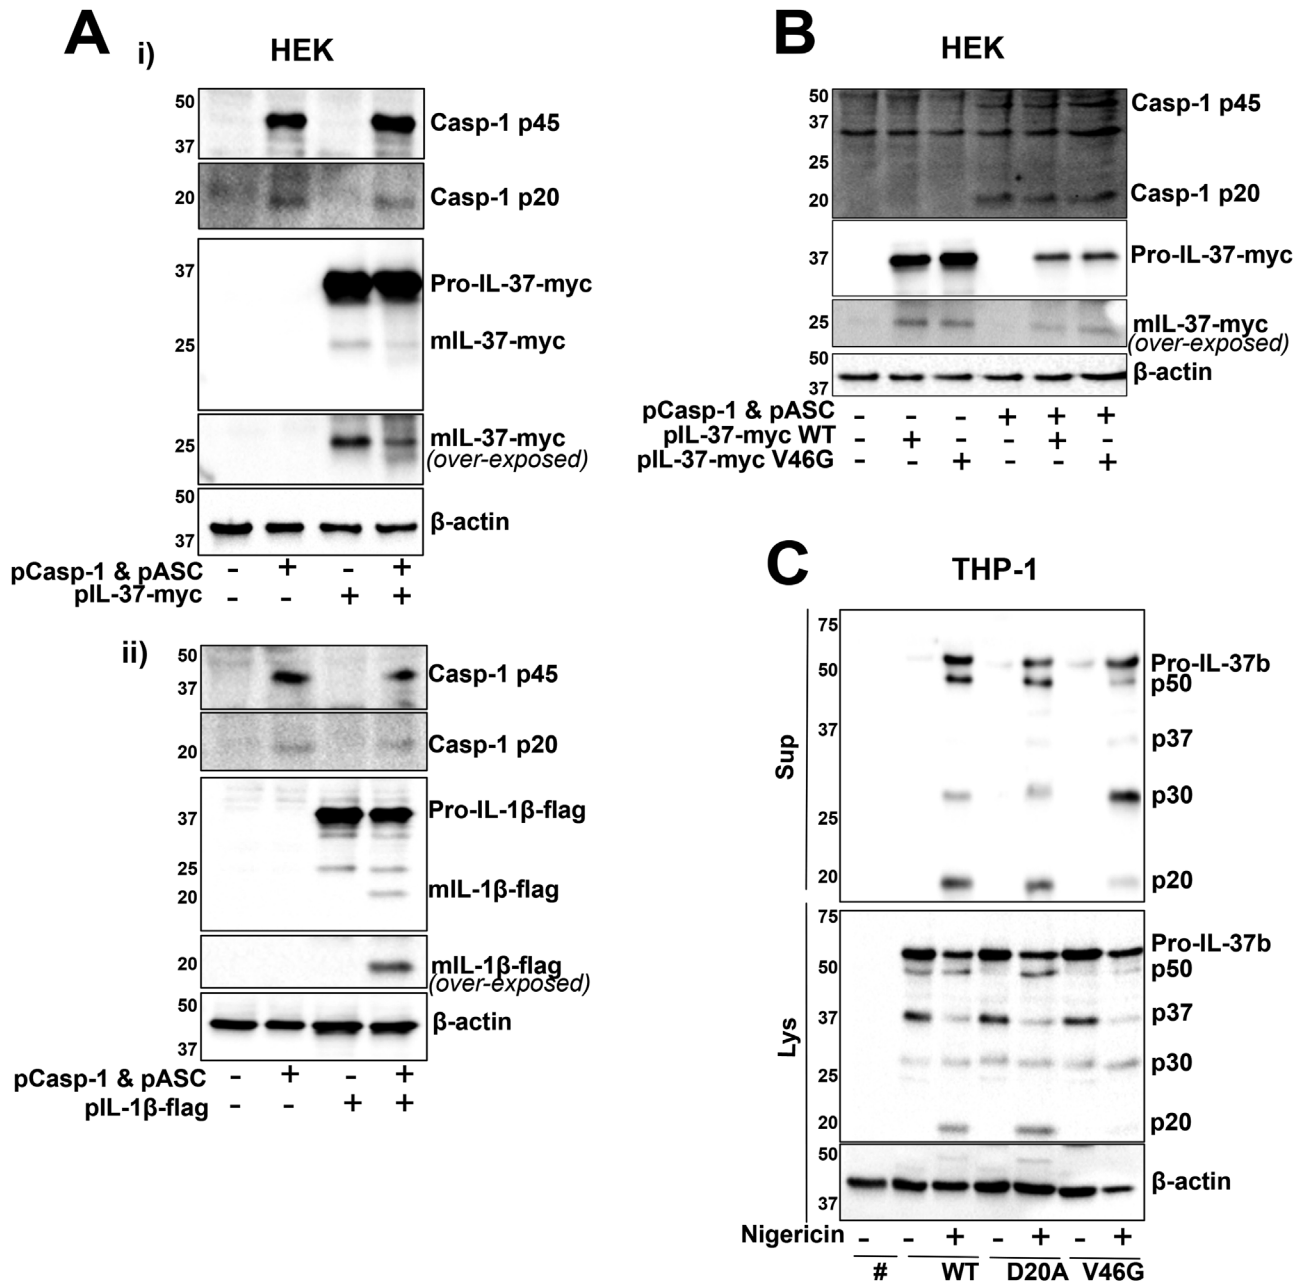 A
i)
HEK
50
37
Casp-1 p45
20
Casp-1 p20
37
25
Pro-IL-37-myc
mIL-37-myc
25
mIL-37-myc
(over-exposed)
50
37
β-actin
pCasp-1 & pASC - + - +
pIL-37-myc - - + +
ii)
50
37
Casp-1 p45
20
Casp-1 p20
37
25
20
Pro-IL-1β-flag
mIL-1β-flag
20
mIL-1β-flag
(over-exposed)
50
37
β-actin
pCasp-1 & pASC - + - +
pIL-1β-flag - - + +
B
HEK
50
37
25
20
Casp-1 p45
Casp-1 p20
37
Pro-IL-37-myc
25
mIL-37-myc
(over-exposed)
50
37
β-actin
pCasp-1 & pASC - - - + + +
pIL-37-myc WT - + - - + -
pIL-37-myc V46G - - + - - +
C
THP-1
Sup
75
50
37
25
20
Pro-IL-37b
p50
p37
p30
p20
Lys
75
50
37
25
20
Pro-IL-37b
p50
p37
p30
p20
50
37
β-actin
Nigericin - - + - + - +
# WT D20A V46G